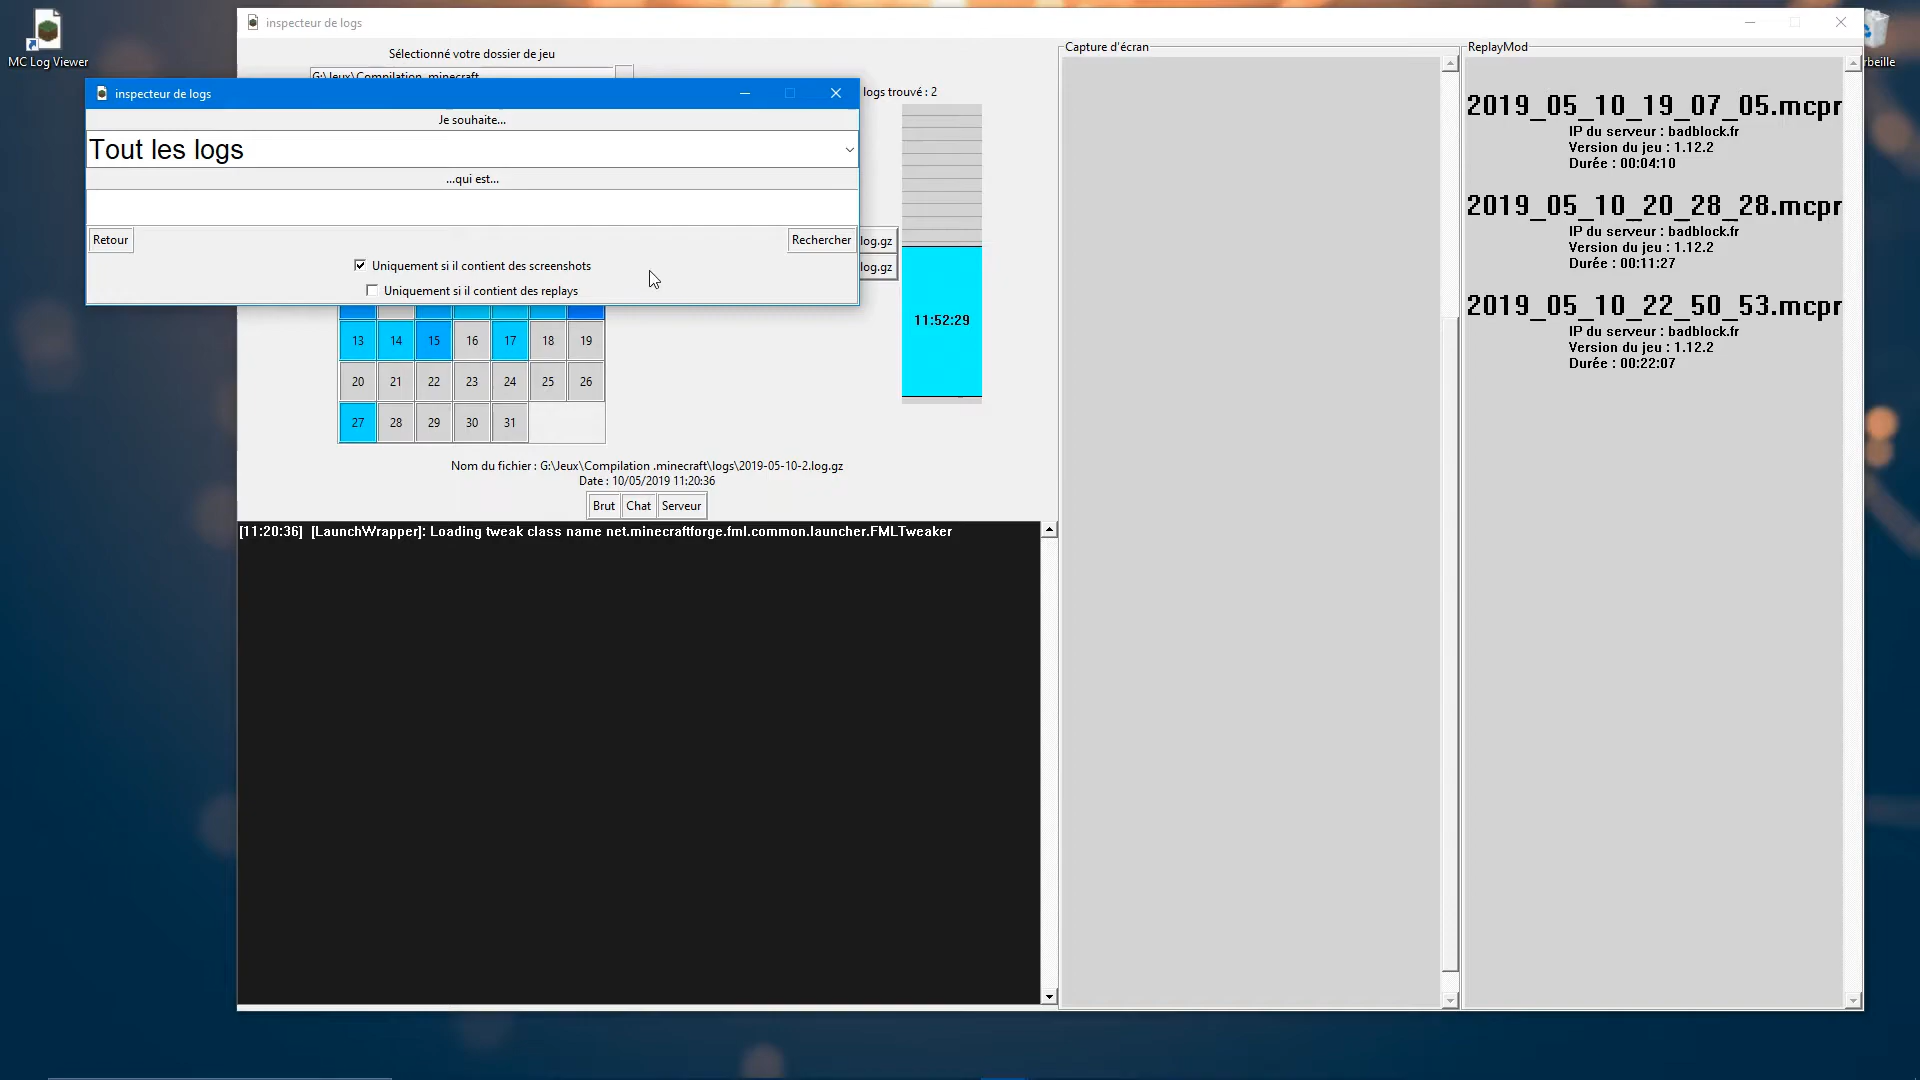 MC Log Viewer
inspecteur de logs
Sélectionné votre dossier de jeu
G:\Jeux\Compilation .minecraft
inspecteur de logs
Je souhaite...
Tout les logs
...qui est...
Retour
Rechercher
Uniquement si il contient des screenshots
Uniquement si il contient des replays
logs trouvé : 2
log.gz
log.gz
11:52:29
13 14 15 16 17 18 19
20 21 22 23 24 25 26
27 28 29 30 31
Nom du fichier : G:\Jeux\Compilation .minecraft\logs\2019-05-10-2.log.gz
Date : 10/05/2019 11:20:36
Brut Chat Serveur
[11:20:36] [LaunchWrapper]: Loading tweak class name net.minecraftforge.fml.common.launcher.FMLTweaker
Capture d'écran
ReplayMod
2019_05_10_19_07_05.mcpr
IP du serveur : badblock.fr
Version du jeu : 1.12.2
Durée : 00:04:10
2019_05_10_20_28_28.mcpr
IP du serveur : badblock.fr
Version du jeu : 1.12.2
Durée : 00:11:27
2019_05_10_22_50_53.mcpr
IP du serveur : badblock.fr
Version du jeu : 1.12.2
Durée : 00:22:07
rbeille